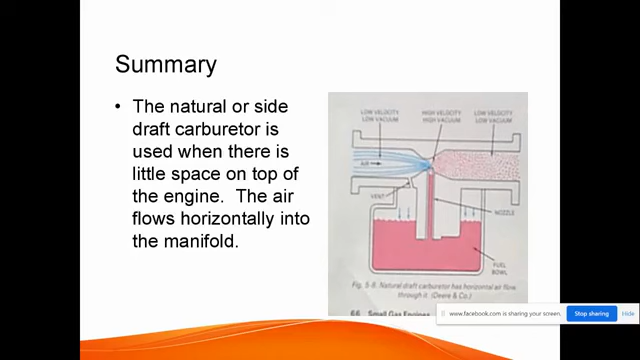 Summary
• The natural or side
draft carburetor is
used when there is
little space on top of
the engine. The air
flows horizontally into
the manifold.
LOW VELOCITY
LOW VACUUM
HIGH VELOCITY
HIGH VACUUM
LOW VELOCITY
LOW VACUUM
AIR
VENT
NOZZLE
FUEL
BOWL
Fig. 5-8. Natural draft carburetor has horizontal air flow
through it (Deere & Co.)
66 Small Gas Engines
www.facebook.com is sharing your screen.
Stop sharing
Hide